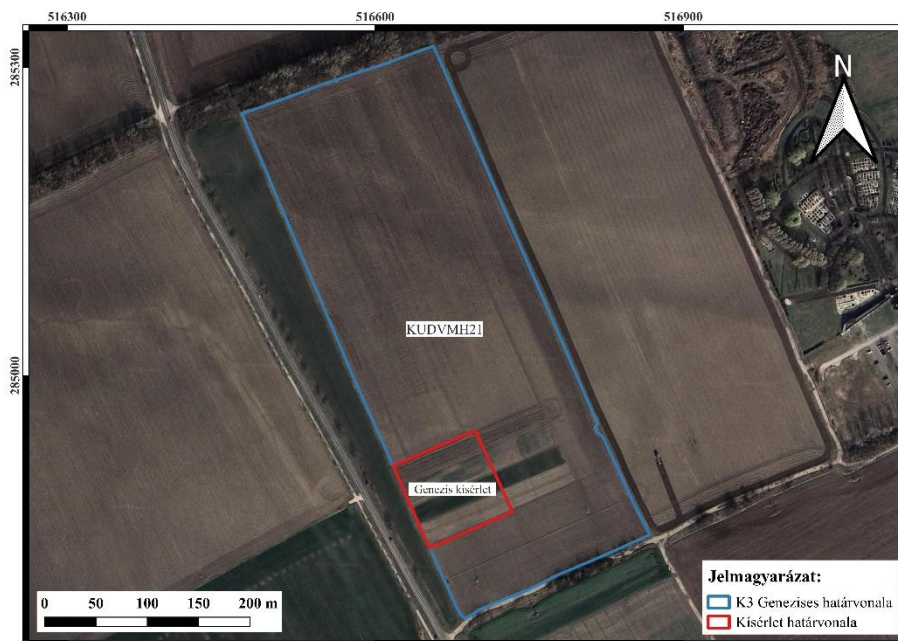 516300 516600 516900
285300
N
KUDVMH21
285000
Genezis kísérlet
Jelmagyarázat:
K3 Genezises határvonala
Kísérlet határvonala
0 50 100 150 200 m